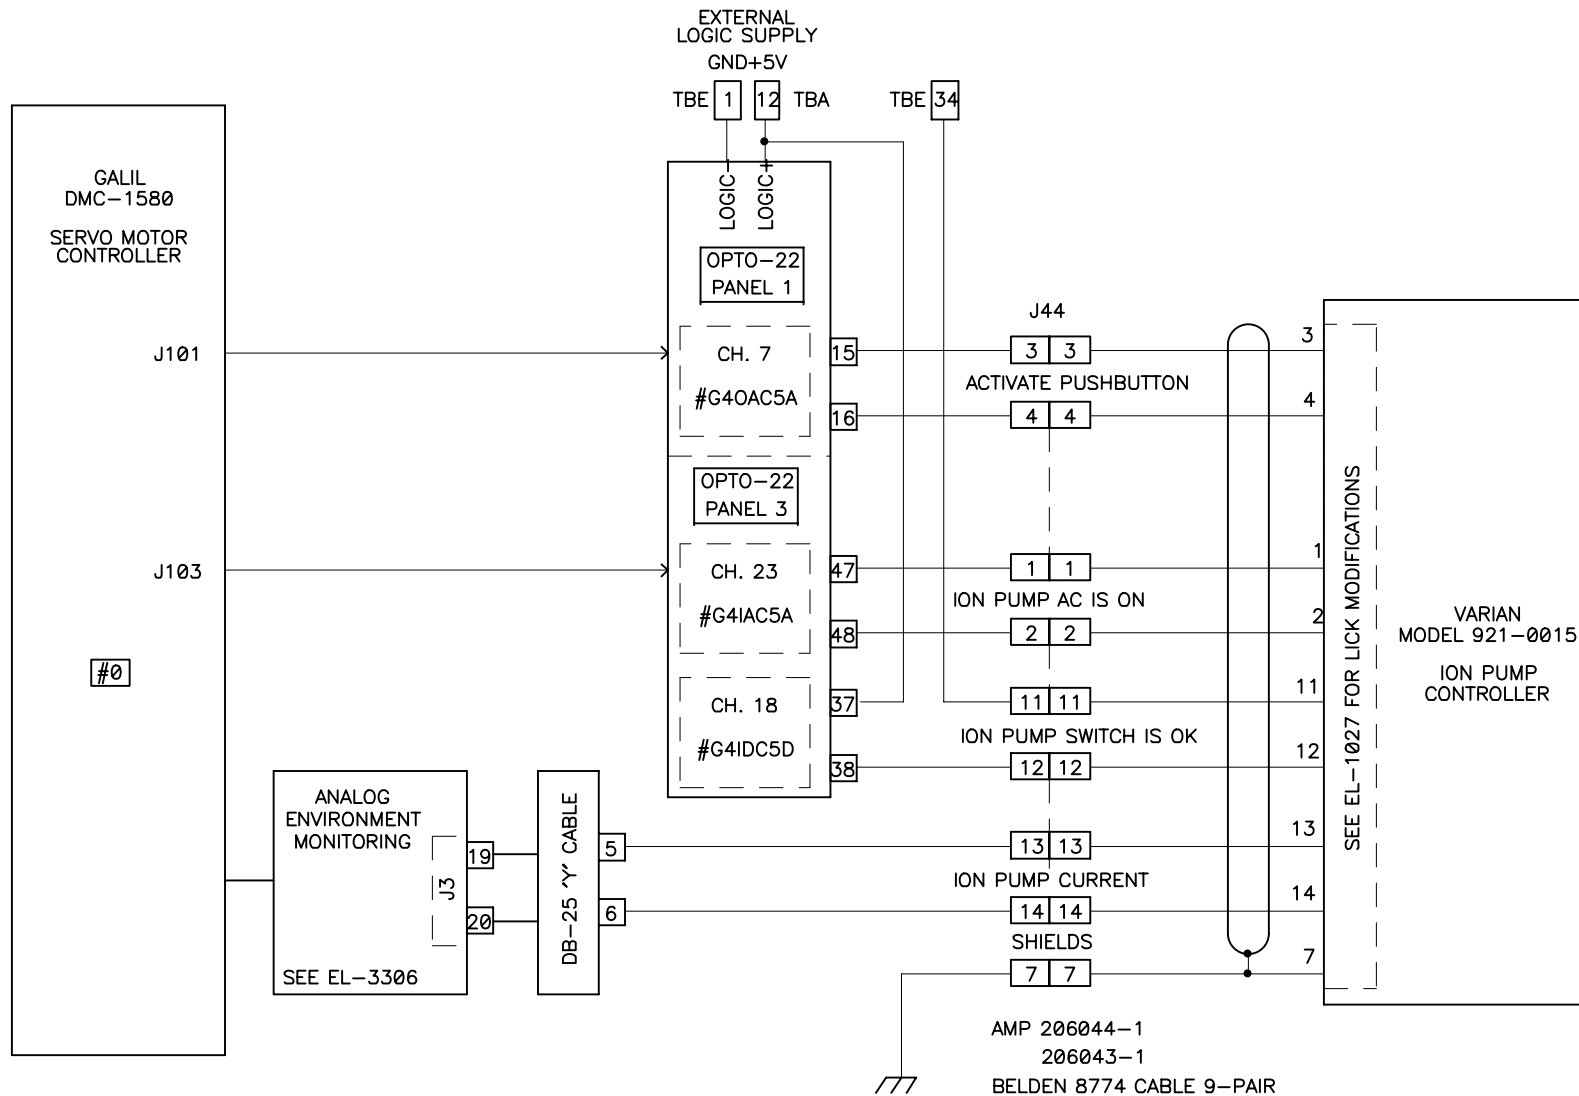 EXTERNAL
LOGIC SUPPLY
GND+5V
TBE 1 12 TBA
TBE 34
LOGIC-
LOGIC+
GALIL
DMC-1580
SERVO MOTOR
CONTROLLER
J101
J103
#0
OPTO-22
PANEL 1
CH. 7
#G4OAC5A
15
16
OPTO-22
PANEL 3
CH. 23
#G4IAC5A
47
48
CH. 18
#G4IDC5D
37
38
ANALOG
ENVIRONMENT
MONITORING
J3
19
20
SEE EL-3306
DB-25 'Y' CABLE
5
6
J44
3 3
ACTIVATE PUSHBUTTON
4 4
1 1
ION PUMP AC IS ON
2 2
11 11
ION PUMP SWITCH IS OK
12 12
13 13
ION PUMP CURRENT
14 14
SHIELDS
7 7
AMP 206044-1
206043-1
BELDEN 8774 CABLE 9-PAIR
3
4
1
2
11
12
13
14
7
SEE EL-1027 FOR LICK MODIFICATIONS
VARIAN
MODEL 921-0015
ION PUMP
CONTROLLER